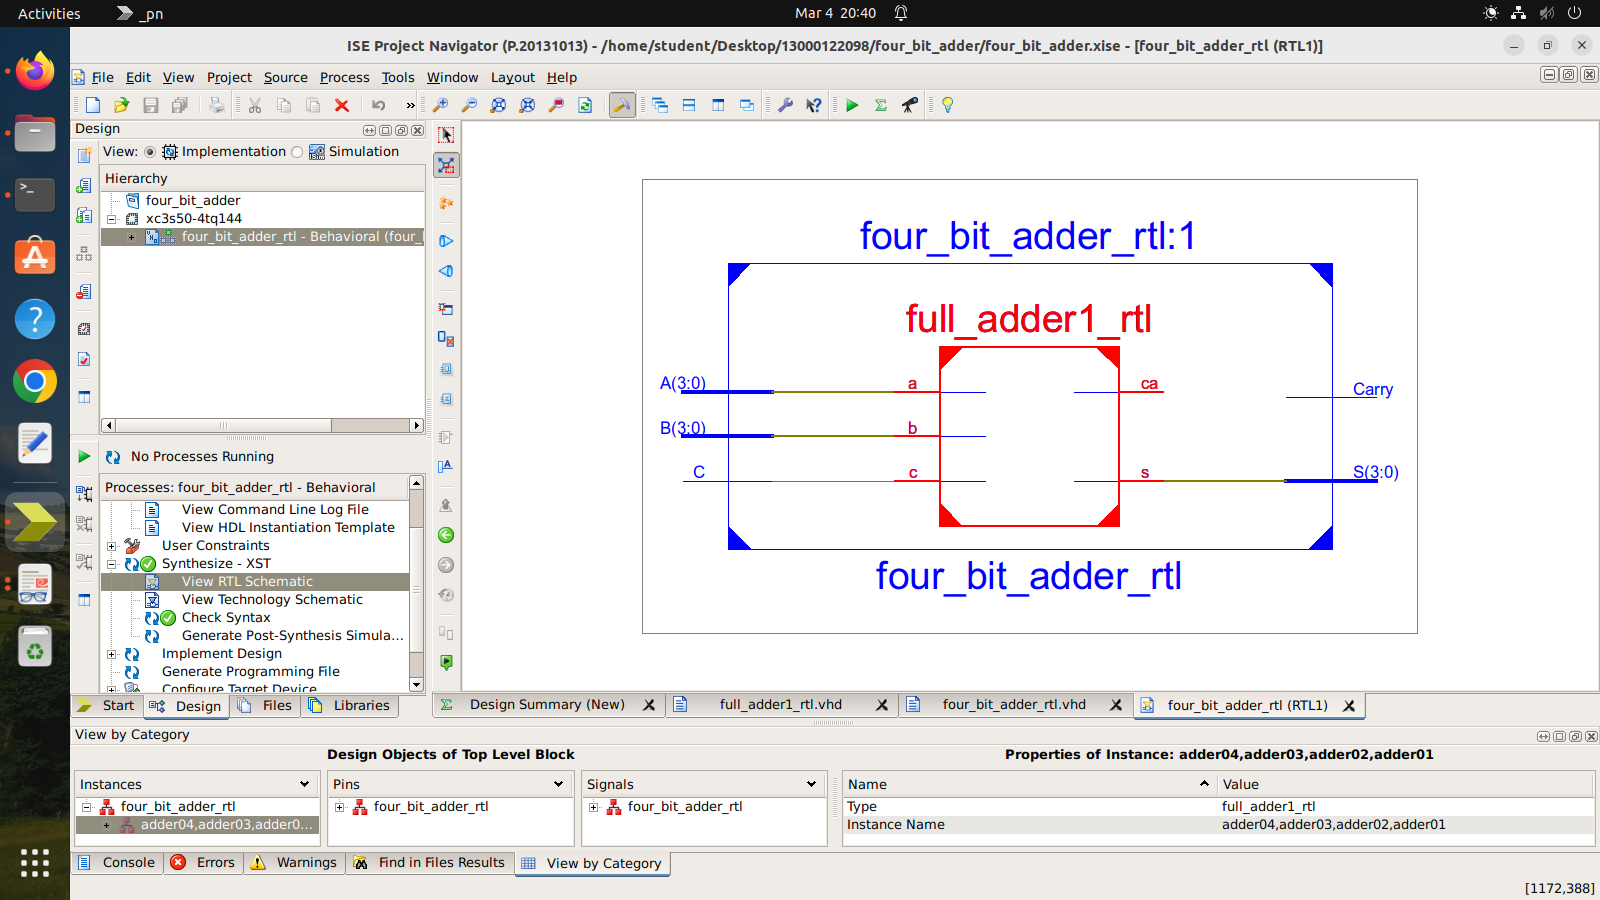 Activities
_pn
Mar 4 20:40
ISE Project Navigator (P.20131013) - /home/student/Desktop/13000122098/four_bit_adder/four_bit_adder.xise - [four_bit_adder_rtl (RTL1)]
File Edit View Project Source Process Tools Window Layout Help
Design
View: Implementation Simulation
Hierarchy
four_bit_adder
xc3s50-4tq144
four_bit_adder_rtl - Behavioral (four_
No Processes Running
Processes: four_bit_adder_rtl - Behavioral
View Command Line Log File
View HDL Instantiation Template
User Constraints
Synthesize - XST
View RTL Schematic
View Technology Schematic
Check Syntax
Generate Post-Synthesis Simula...
Implement Design
Generate Programming File
Configure Target Device
Start Design Files Libraries
four_bit_adder_rtl:1
full_adder1_rtl
A(3:0) a ca Carry
B(3:0) b
C c s S(3:0)
four_bit_adder_rtl
Design Summary (New) full_adder1_rtl.vhd four_bit_adder_rtl.vhd four_bit_adder_rtl (RTL1)
View by Category
Design Objects of Top Level Block
Properties of Instance: adder04,adder03,adder02,adder01
Instances Pins Signals Name Value
four_bit_adder_rtl four_bit_adder_rtl four_bit_adder_rtl Type full_adder1_rtl
adder04,adder03,adder0... Instance Name adder04,adder03,adder02,adder01
Console Errors Warnings Find in Files Results View by Category
[1172,388]